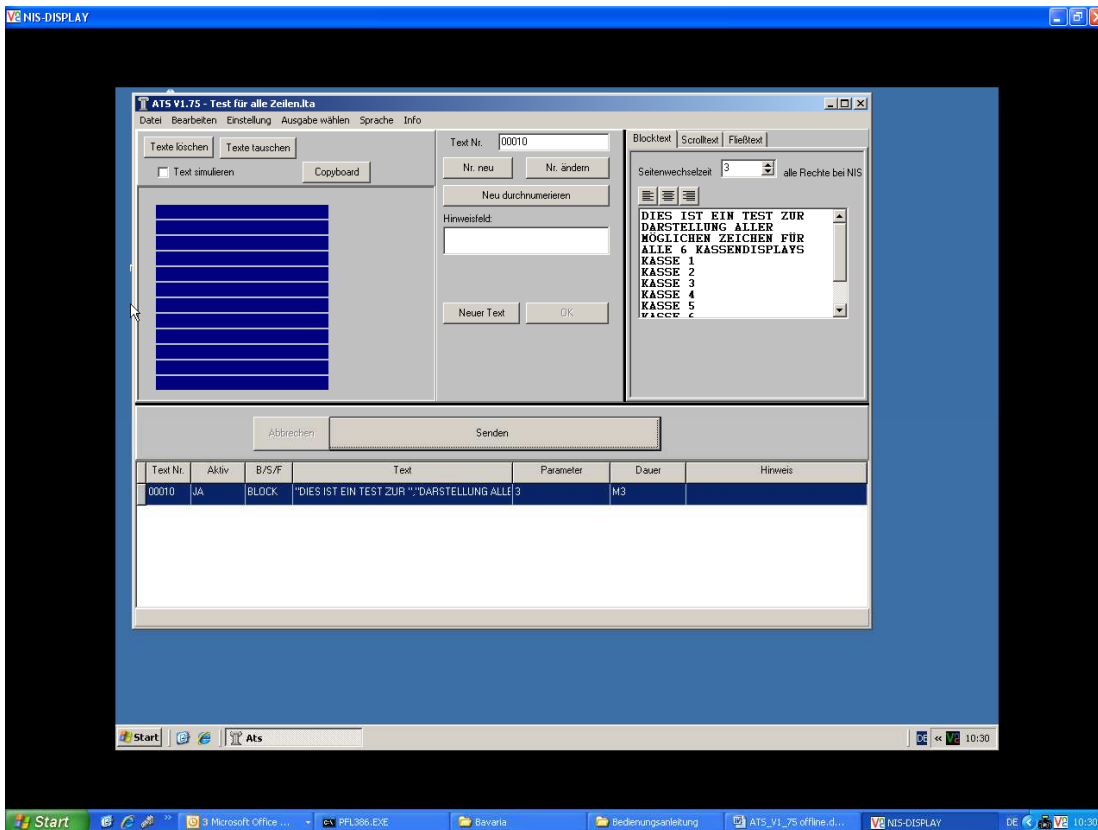 NIS-DISPLAY
ATS V1.75 - Test für alle Zeilen.lta
Datei Bearbeiten Einstellung Ausgabe wählen Sprache Info
Texte löschen Texte tauschen
Text simulieren Copyboard
Text Nr. 00010
Nr. neu Nr. ändern
Neu durchnumerieren
Hinweisfeld:
Neuer Text OK
Blocktext Scrolltext Fließtext
Seitenwechselzeit 3 alle Rechte bei NIS
DIES IST EIN TEST ZUR
DARSTELLUNG ALLER
MÖGLICHEN ZEICHEN FÜR
ALLE 6 KASSENDISPLAYS
KASSE 1
KASSE 2
KASSE 3
KASSE 4
KASSE 5
KASSE 6
Abbrechen Senden
Text Nr. Aktiv B/S/F Text Parameter Dauer Hinweis
00010 JA BLOCK "DIES IST EIN TEST ZUR ","DARSTELLUNG ALLE 3 M3
Start Ats DE « 10:30
Start 3 Microsoft Office ... PFL386.EXE Bavaria Bedienungsanleitung ATS_V1_75 offline.d... NIS-DISPLAY DE 10:30